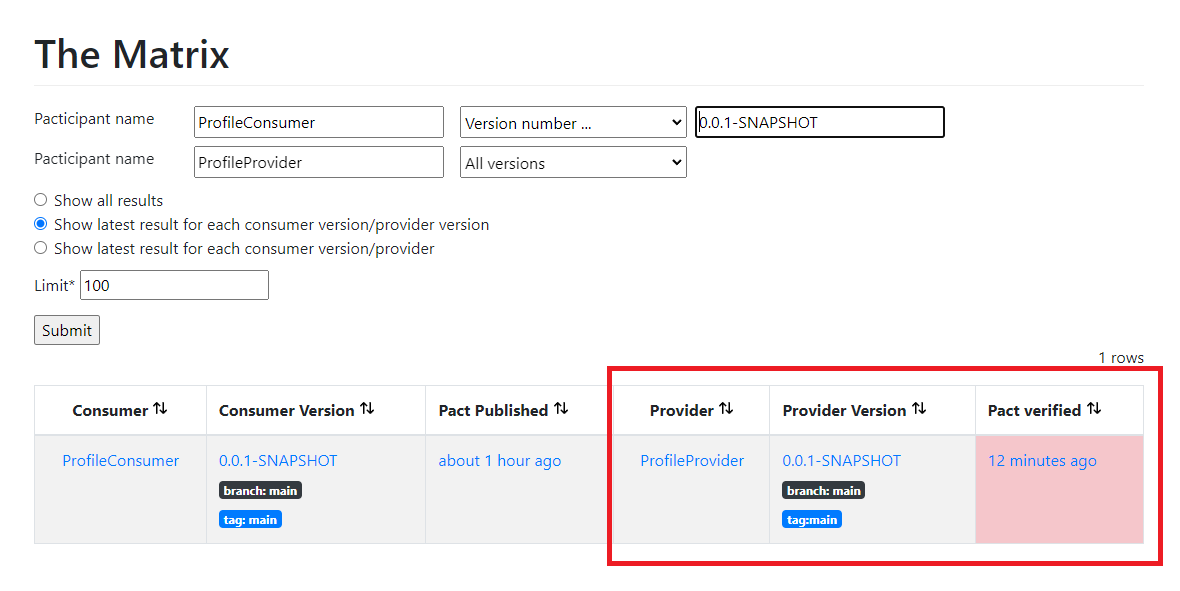 The Matrix
Pacticipant name ProfileConsumer Version number ... 0.0.1-SNAPSHOT
Pacticipant name ProfileProvider All versions
Show all results
Show latest result for each consumer version/provider version
Show latest result for each consumer version/provider
Limit* 100
Submit
1 rows
Consumer Consumer Version Pact Published Provider Provider Version Pact verified
ProfileConsumer 0.0.1-SNAPSHOT about 1 hour ago ProfileProvider 0.0.1-SNAPSHOT 12 minutes ago
branch: main branch: main
tag: main tag:main